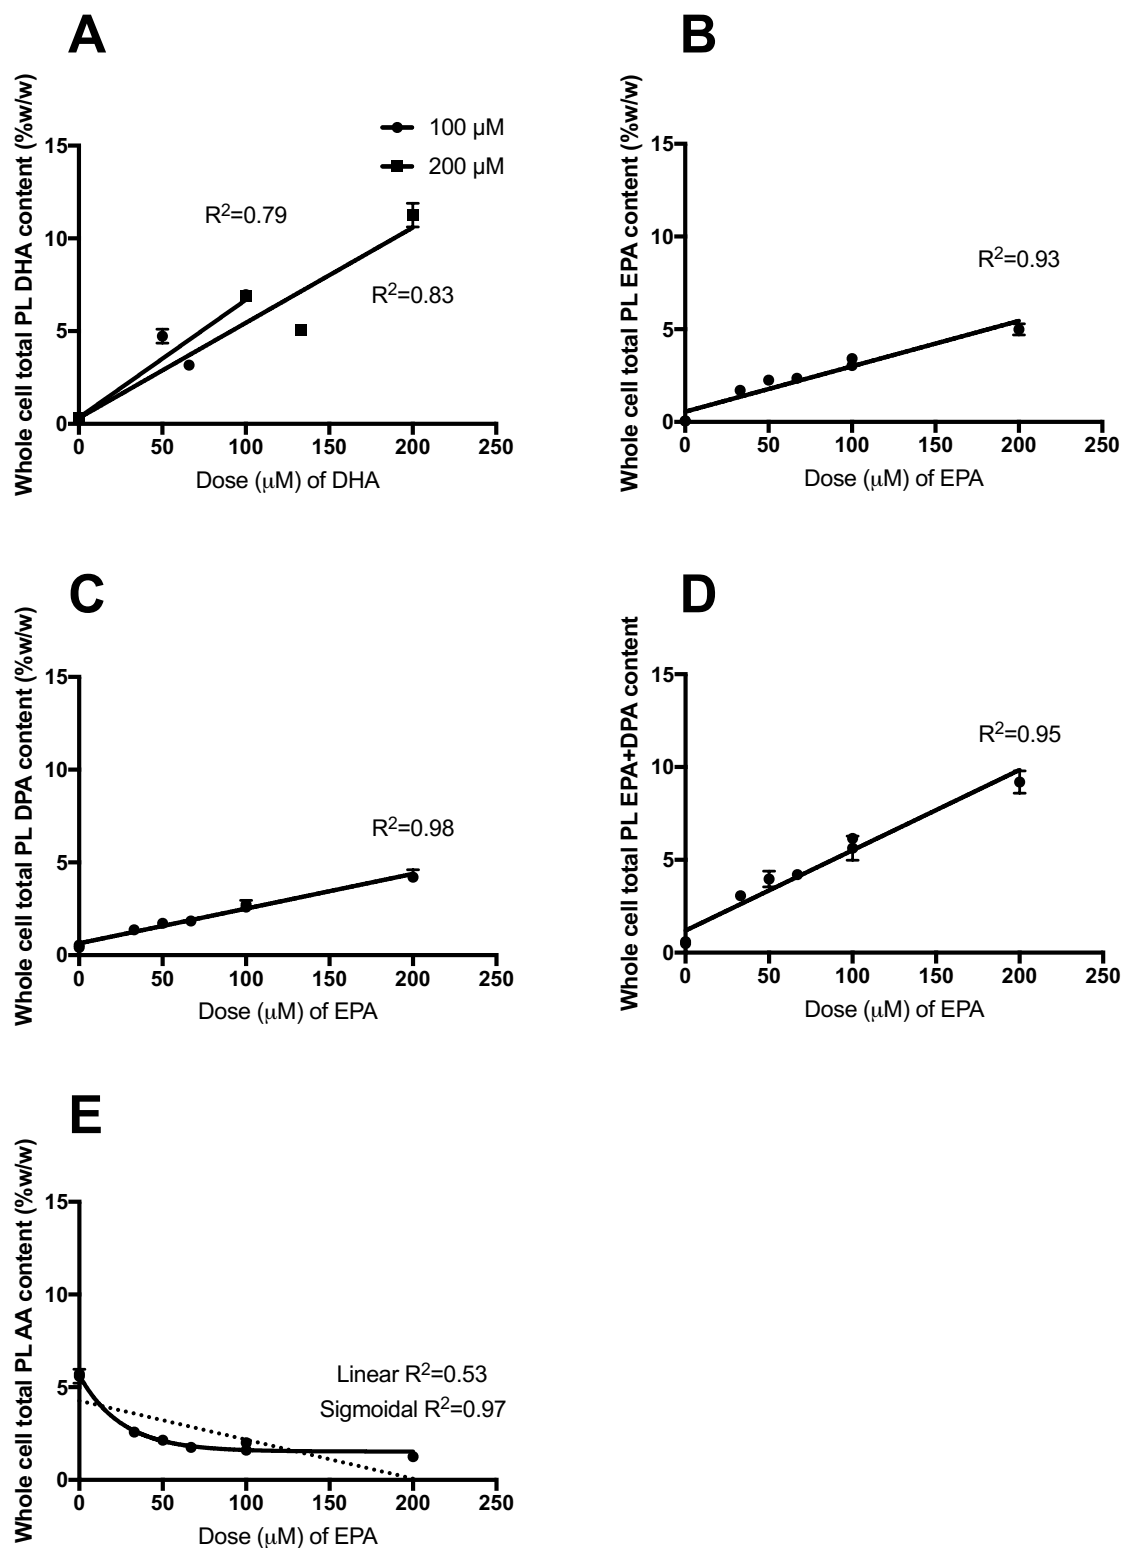 A
Whole cell total PL DHA content (%w/w)
15
10
5
0
0 50 100 150 200 250
Dose (μM) of DHA
100 μM
200 μM
R²=0.79
R²=0.83
B
Whole cell total PL EPA content (%w/w)
15
10
5
0
0 50 100 150 200 250
Dose (μM) of EPA
R²=0.93
C
Whole cell total PL DPA content (%w/w)
15
10
5
0
0 50 100 150 200 250
Dose (μM) of EPA
R²=0.98
D
Whole cell total PL EPA+DPA content
15
10
5
0
0 50 100 150 200 250
Dose (μM) of EPA
R²=0.95
E
Whole cell total PL AA content (%w/w)
15
10
5
0
0 50 100 150 200 250
Dose (μM) of EPA
Linear R²=0.53
Sigmoidal R²=0.97